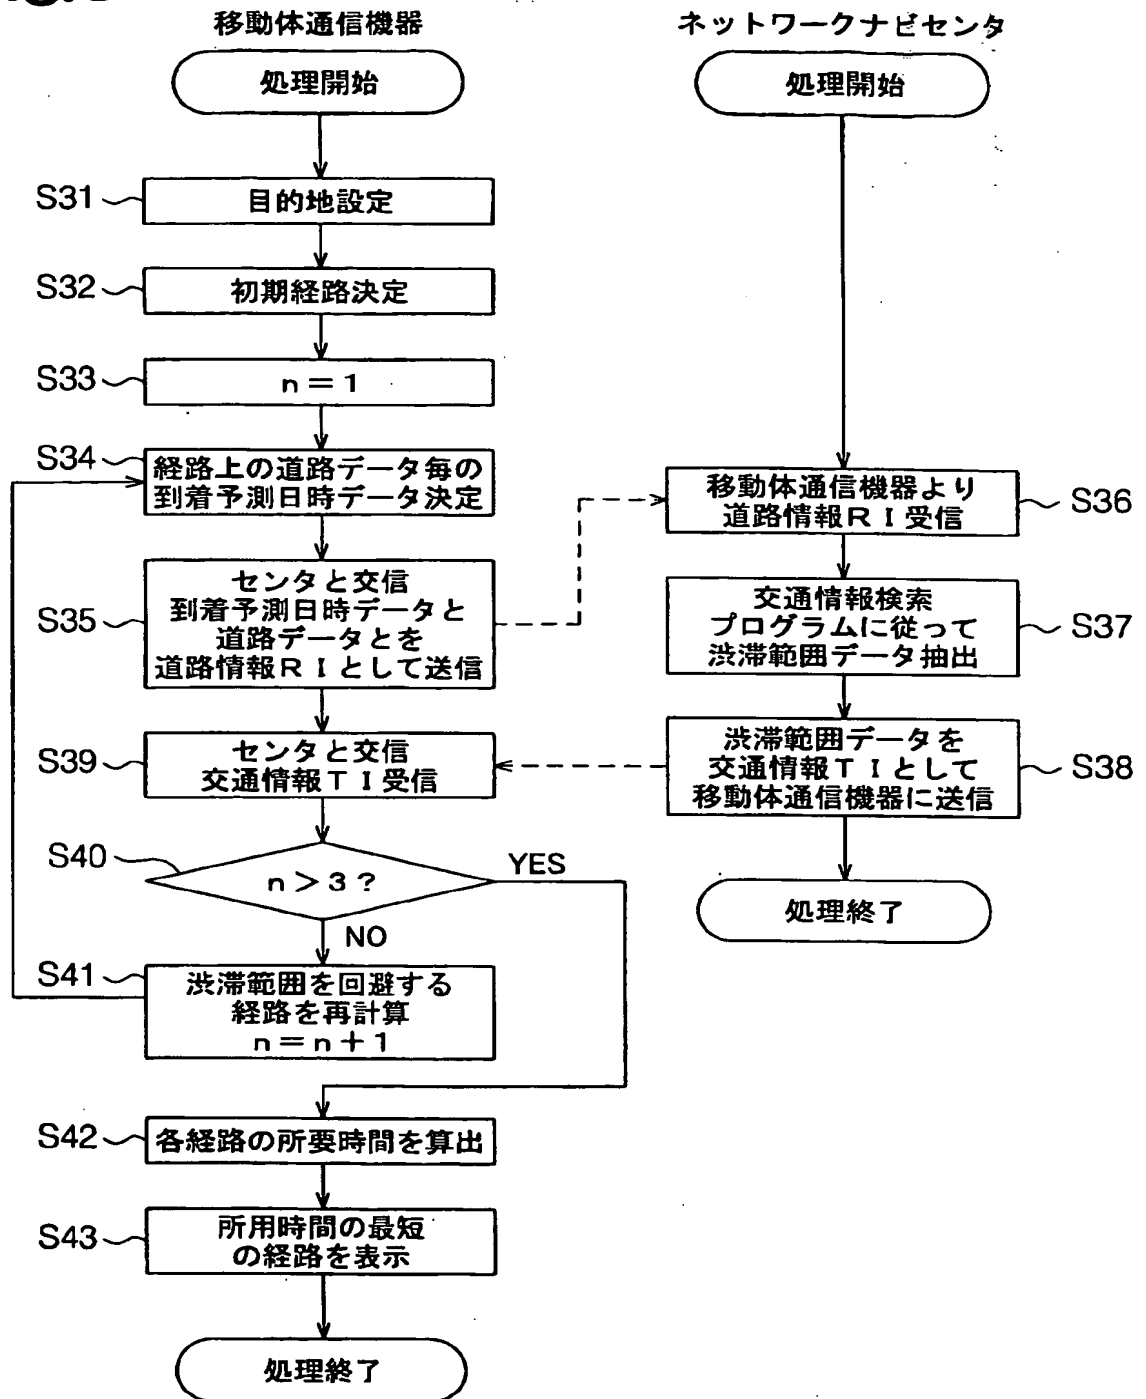 移動体通信機器
処理開始
S31
目的地設定
S32
初期経路決定
S33
n=1
S34
経路上の道路データ毎の
到着予測日時データ決定
S35
センタと交信
到着予測日時データと
道路データとを
道路情報RIとして送信
S39
センタと交信
交通情報TI受信
S40
n>3?
YES
NO
S41
渋滞範囲を回避する
経路を再計算
n=n+1
S42
各経路の所要時間を算出
S43
所用時間の最短
の経路を表示
処理終了
ネットワークナビセンタ
処理開始
移動体通信機器より
道路情報RI受信
S36
交通情報検索
プログラムに従って
渋滞範囲データ抽出
S37
渋滞範囲データを
交通情報TIとして
移動体通信機器に送信
S38
処理終了